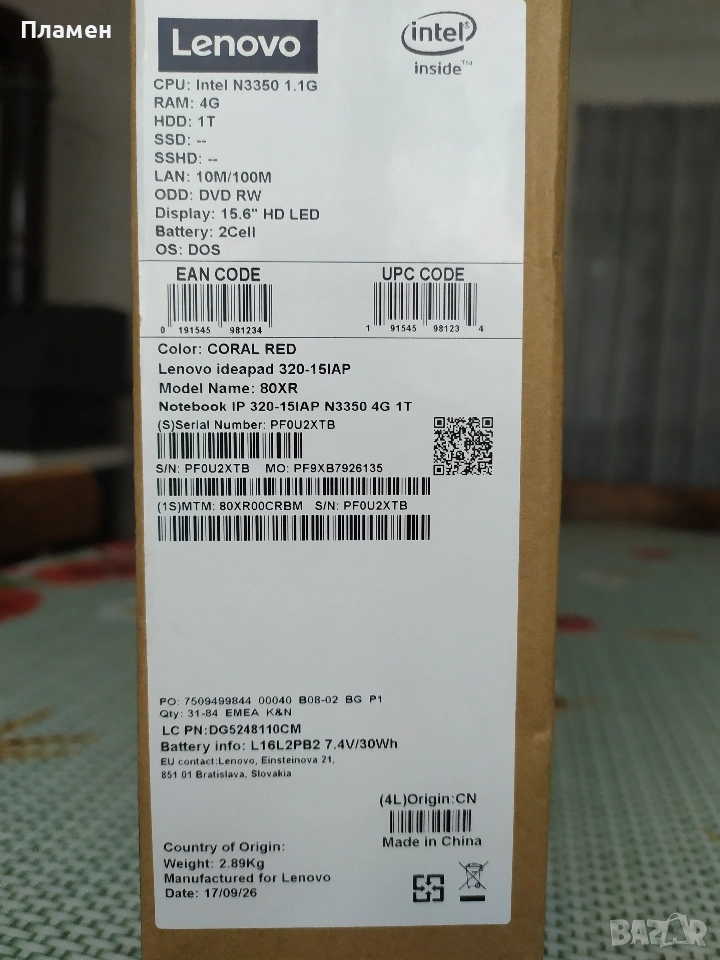 Пламен
Lenovo
intel®
inside™
CPU: Intel N3350 1.1G
RAM: 4G
HDD: 1T
SSD: --
SSHD: --
LAN: 10M/100M
ODD: DVD RW
Display: 15.6" HD LED
Battery: 2Cell
OS: DOS
EAN CODE UPC CODE
0 191545 981234 1 91545 98123 4
Color: CORAL RED
Lenovo ideapad 320-15IAP
Model Name: 80XR
Notebook IP 320-15IAP N3350 4G 1T
(S)Serial Number: PF0U2XTB
S/N: PF0U2XTB MO: PF9XB7926135
(1S)MTM: 80XR00CRBM S/N: PF0U2XTB
PO: 7509499844 00040 B08-02 BG P1
Qty: 31-84 EMEA K&N
LC PN:DG5248110CM
Battery info: L16L2PB2 7.4V/30Wh
EU contact:Lenovo, Einsteinova 21,
851 01 Bratislava, Slovakia
(4L)Origin:CN
Made in China
Country of Origin:
Weight: 2.89Kg
Manufactured for Lenovo
Date: 17/09/26
BAZAR